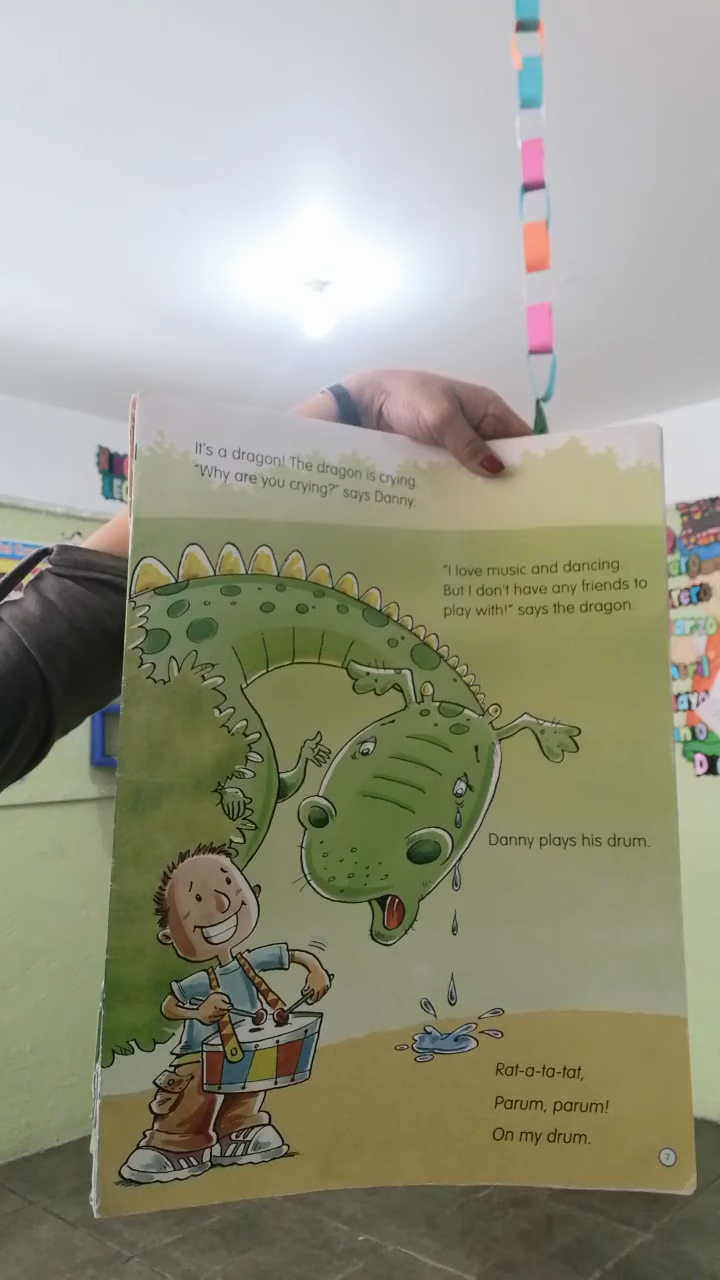 It's a dragon! The dragon is crying.
"Why are you crying?" says Danny.
"I love music and dancing.
But I don't have any friends to
play with!" says the dragon.
Danny plays his drum.
Rat-a-ta-tat,
Parum, parum!
On my drum.
7